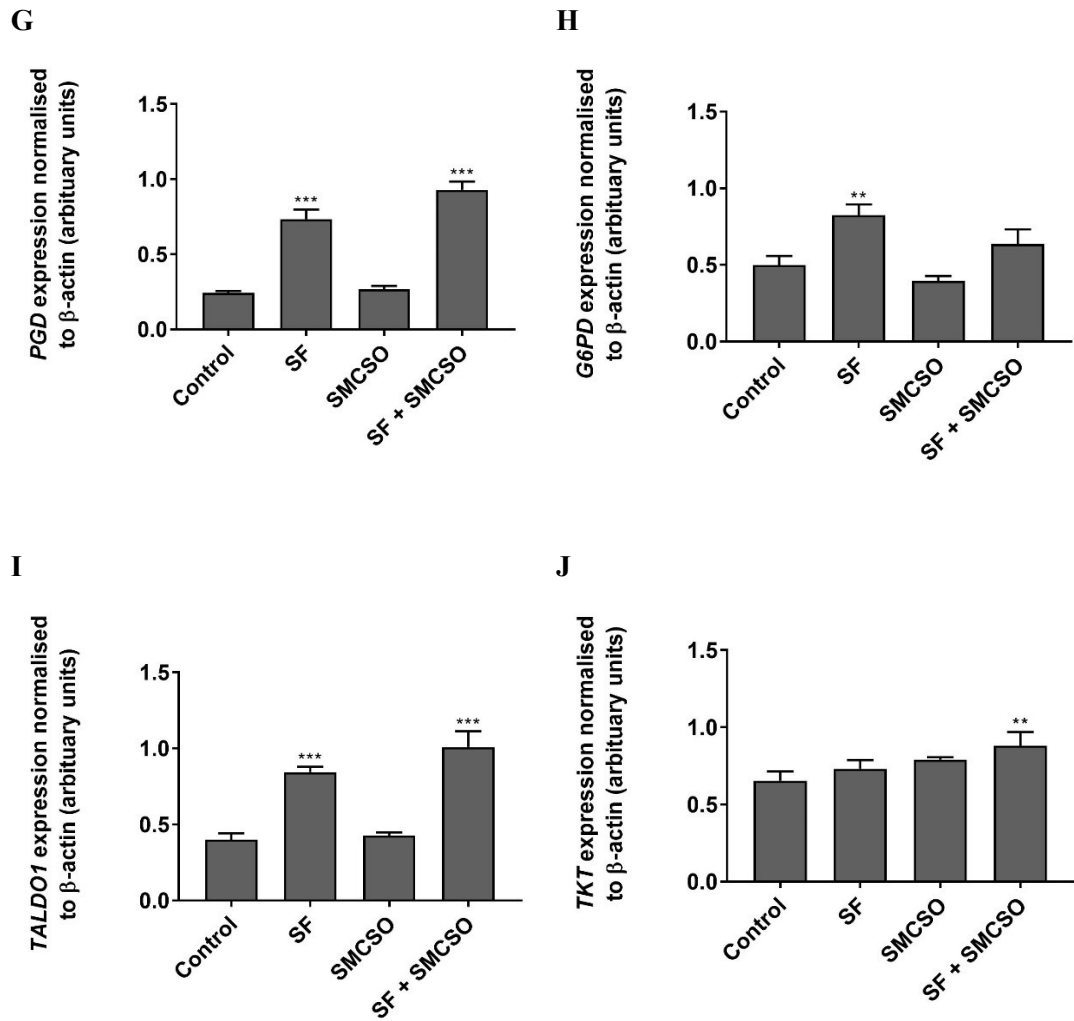 G
PGD expression normalised
to β-actin (arbituary units)
1.5
1.0
0.5
0.0
***
***
Control
SF
SMCSO
SF + SMCSO
H
G6PD expression normalised
to β-actin (arbituary units)
1.5
1.0
0.5
0.0
**
Control
SF
SMCSO
SF + SMCSO
I
TALDO1 expression normalised
to β-actin (arbituary units)
1.5
1.0
0.5
0.0
***
***
Control
SF
SMCSO
SF + SMCSO
J
TKT expression normalised
to β-actin (arbituary units)
1.5
1.0
0.5
0.0
**
Control
SF
SMCSO
SF + SMCSO